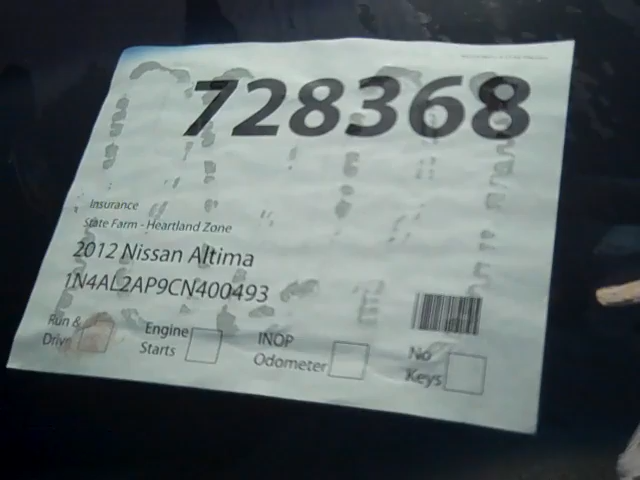 728368
Insurance
State Farm - Heartland Zone
2012 Nissan Altima
1N4AL2AP9CN400493
Run & Drive
Engine Starts
INOP Odometer
No Keys